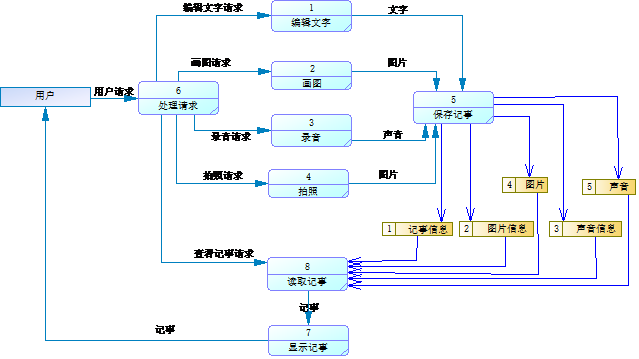 编辑文字请求
1
编辑文字
文字
画图请求
2
画图
图片
用户
用户请求
6
处理请求
5
保存记事
录音请求
3
录音
声音
拍照请求
4
拍照
图片
4 图片
5 声音
1 记事信息
2 图片信息
3 声音信息
查看记事请求
8
读取记事
记事
记事
7
显示记事